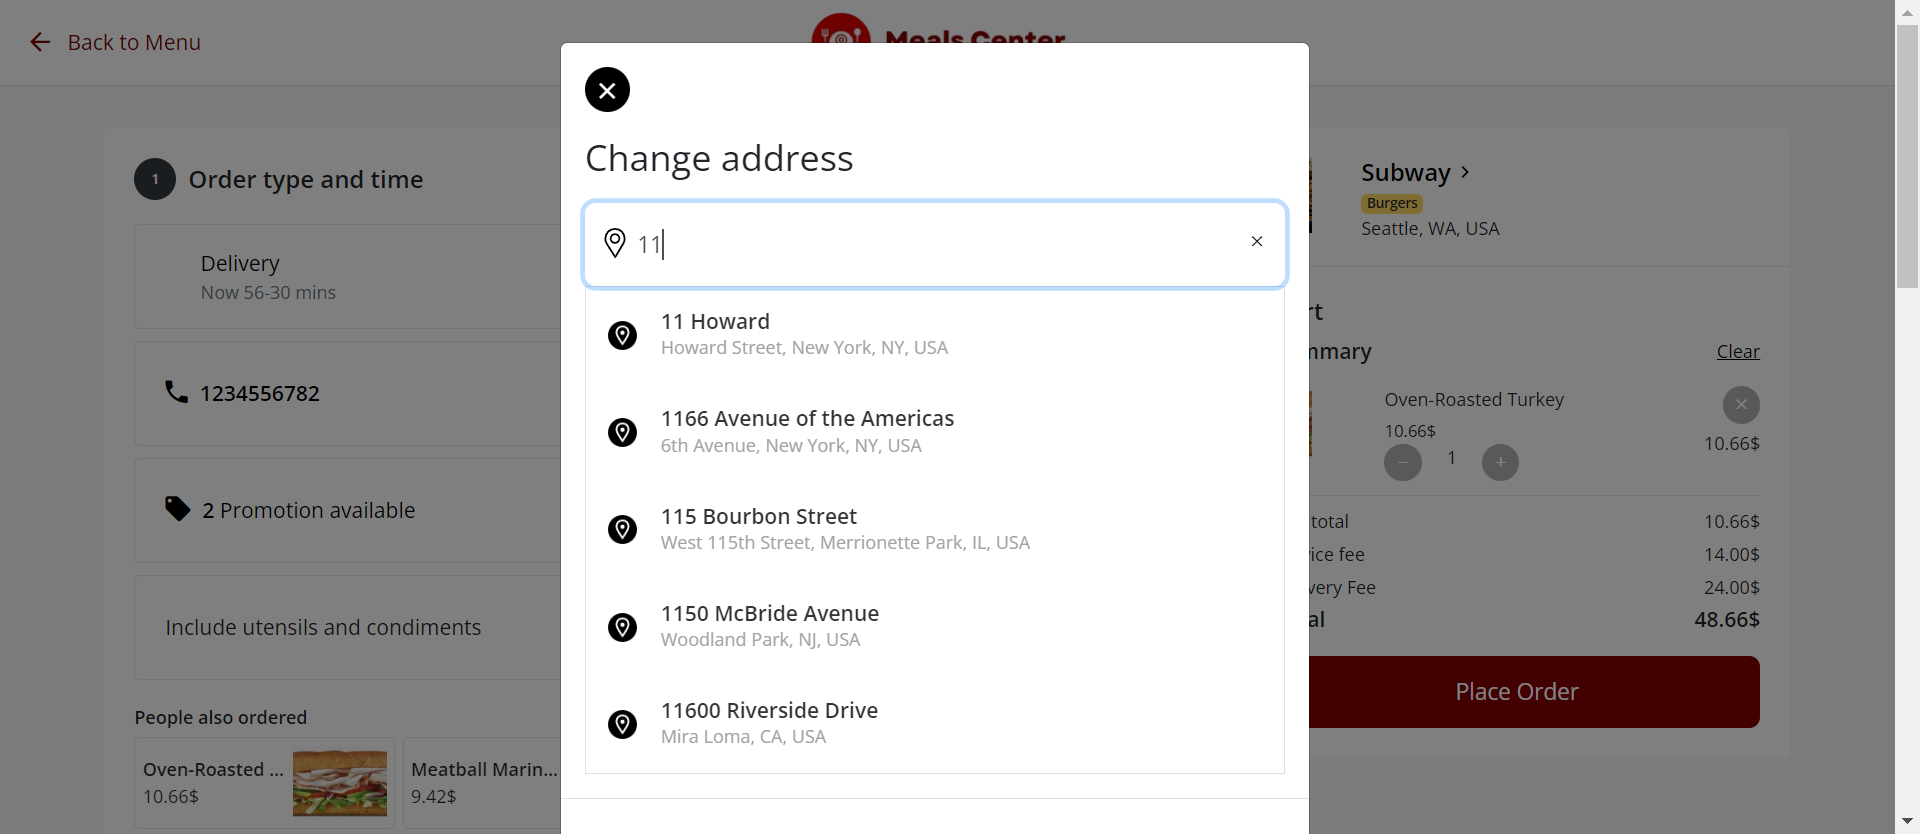 Back to Menu
Meals Center
Change address
11
11 Howard
Howard Street, New York, NY, USA
1166 Avenue of the Americas
6th Avenue, New York, NY, USA
115 Bourbon Street
West 115th Street, Merrionette Park, IL, USA
1150 McBride Avenue
Woodland Park, NJ, USA
11600 Riverside Drive
Mira Loma, CA, USA
1 Order type and time
Delivery
Now 56-30 mins
1234556782
2 Promotion available
Include utensils and condiments
People also ordered
Oven-Roasted ...
10.66$
Meatball Marin...
9.42$
Subway
Burgers
Seattle, WA, USA
rt
mmary
Clear
Oven-Roasted Turkey
10.66$
10.66$
1
total 10.66$
ice fee 14.00$
very Fee 24.00$
al 48.66$
Place Order